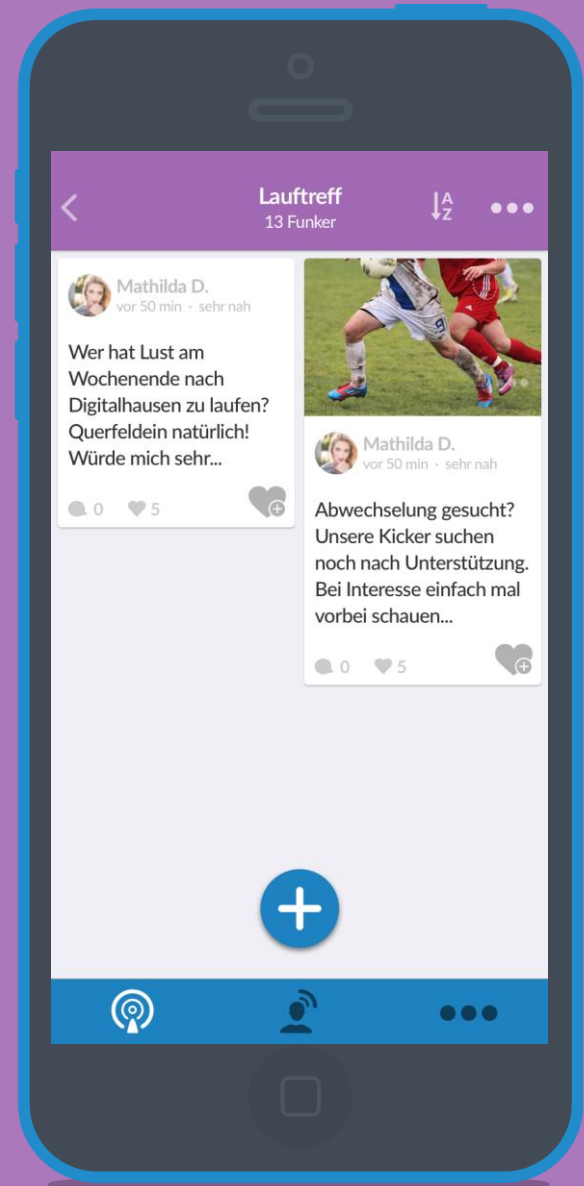 Lauftreff
13 Funker
A
Z
Mathilda D.
vor 50 min · sehr nah
Wer hat Lust am
Wochenende nach
Digitalhausen zu laufen?
Querfeldein natürlich!
Würde mich sehr...
0 5
9
Mathilda D.
vor 50 min · sehr nah
Abwechselung gesucht?
Unsere Kicker suchen
noch nach Unterstützung.
Bei Interesse einfach mal
vorbei schauen...
0 5